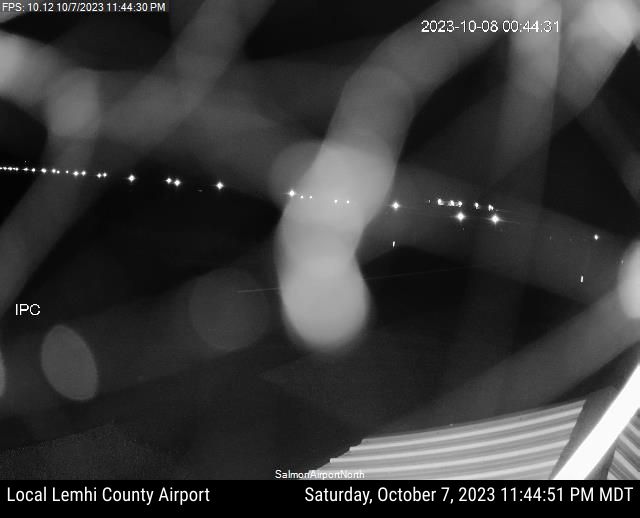 FPS: 10.12 10/7/2023 11:44:30 PM
2023-10-08 00:44:31
IPC
SalmonAirportNorth
Local Lemhi County Airport
Saturday, October 7, 2023 11:44:51 PM MDT